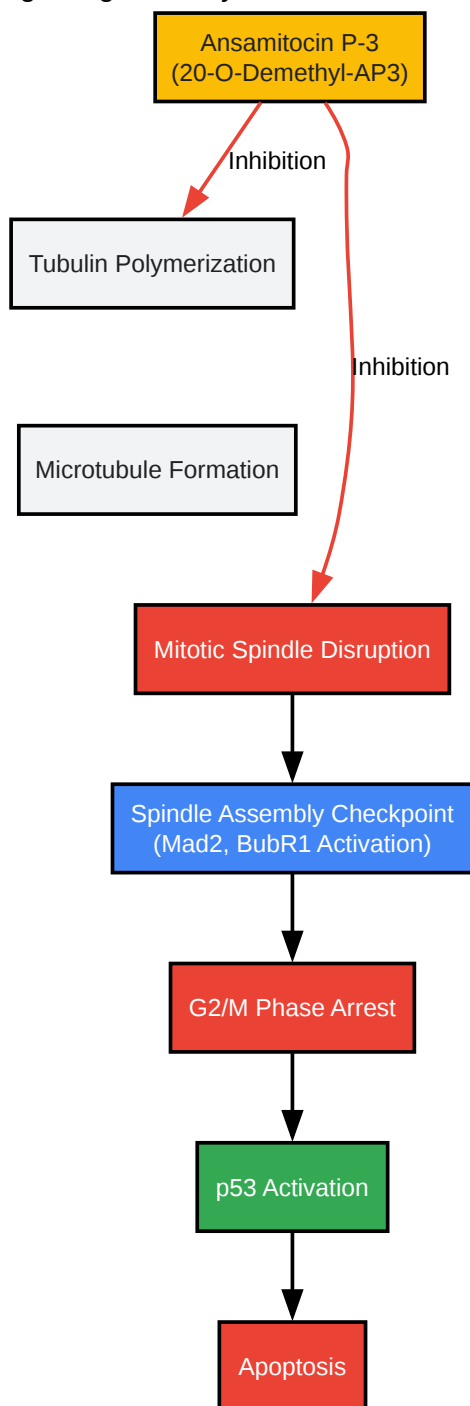 Ansamitocin P-3
(20-O-Demethyl-AP3)
Inhibition
Tubulin Polymerization
Inhibition
Microtubule Formation
Mitotic Spindle Disruption
Spindle Assembly Checkpoint
(Mad2, BubR1 Activation)
G2/M Phase Arrest
p53 Activation
Apoptosis